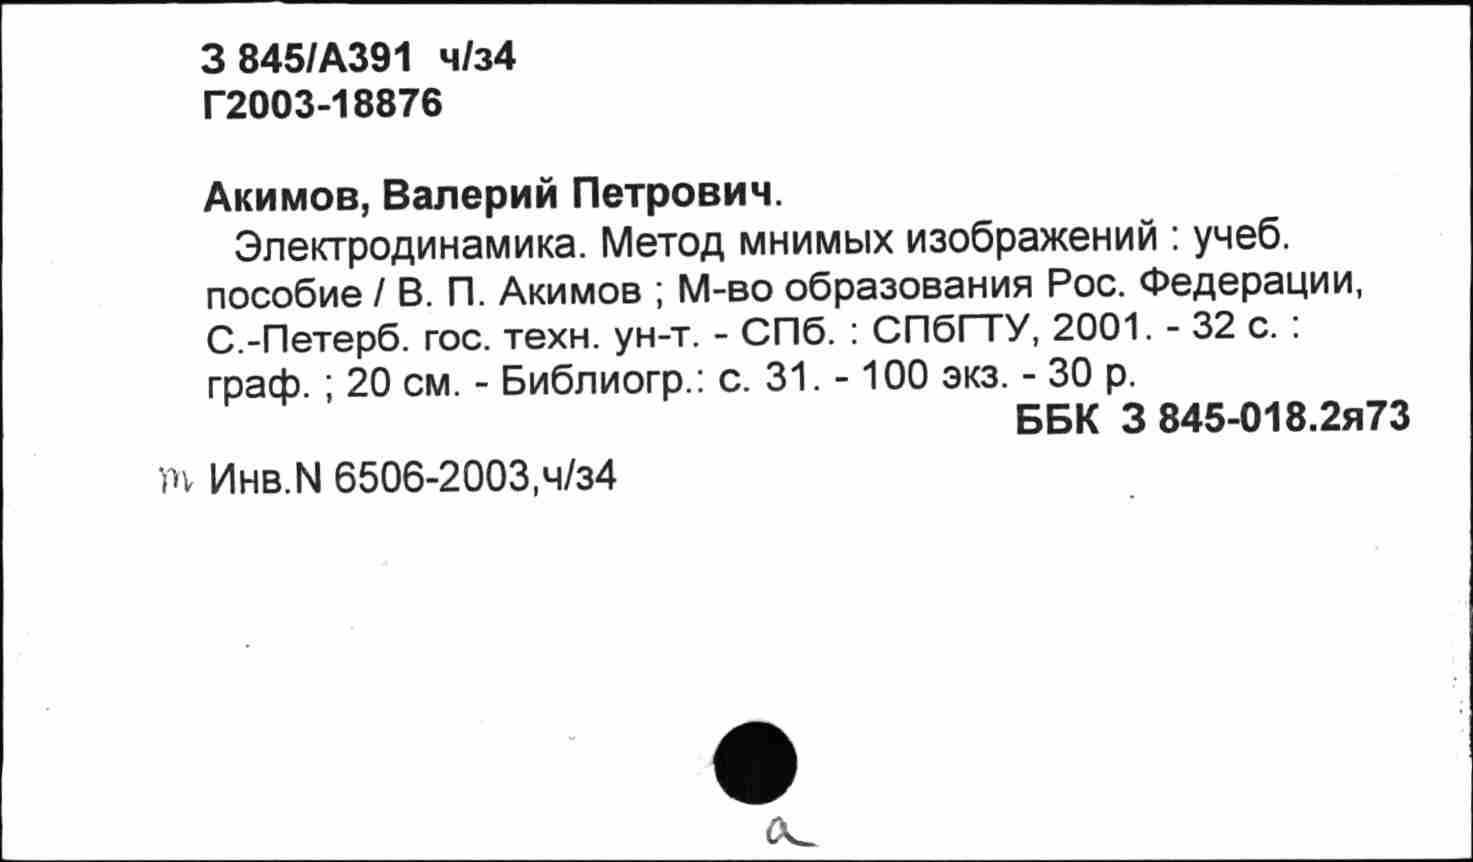 З 845/А391 ч/з4
Г2003-18876
Акимов, Валерий Петрович.
Электродинамика. Метод мнимых изображений : учеб.
пособие / В. П. Акимов ; М-во образования Рос. Федерации,
С.-Петерб. гос. техн. ун-т. - СПб. : СПбГТУ, 2001. - 32 с. :
граф. ; 20 см. - Библиогр.: с. 31. - 100 экз. - 30 р.
ББК З 845-018.2я73
т Инв.N 6506-2003,ч/з4
а